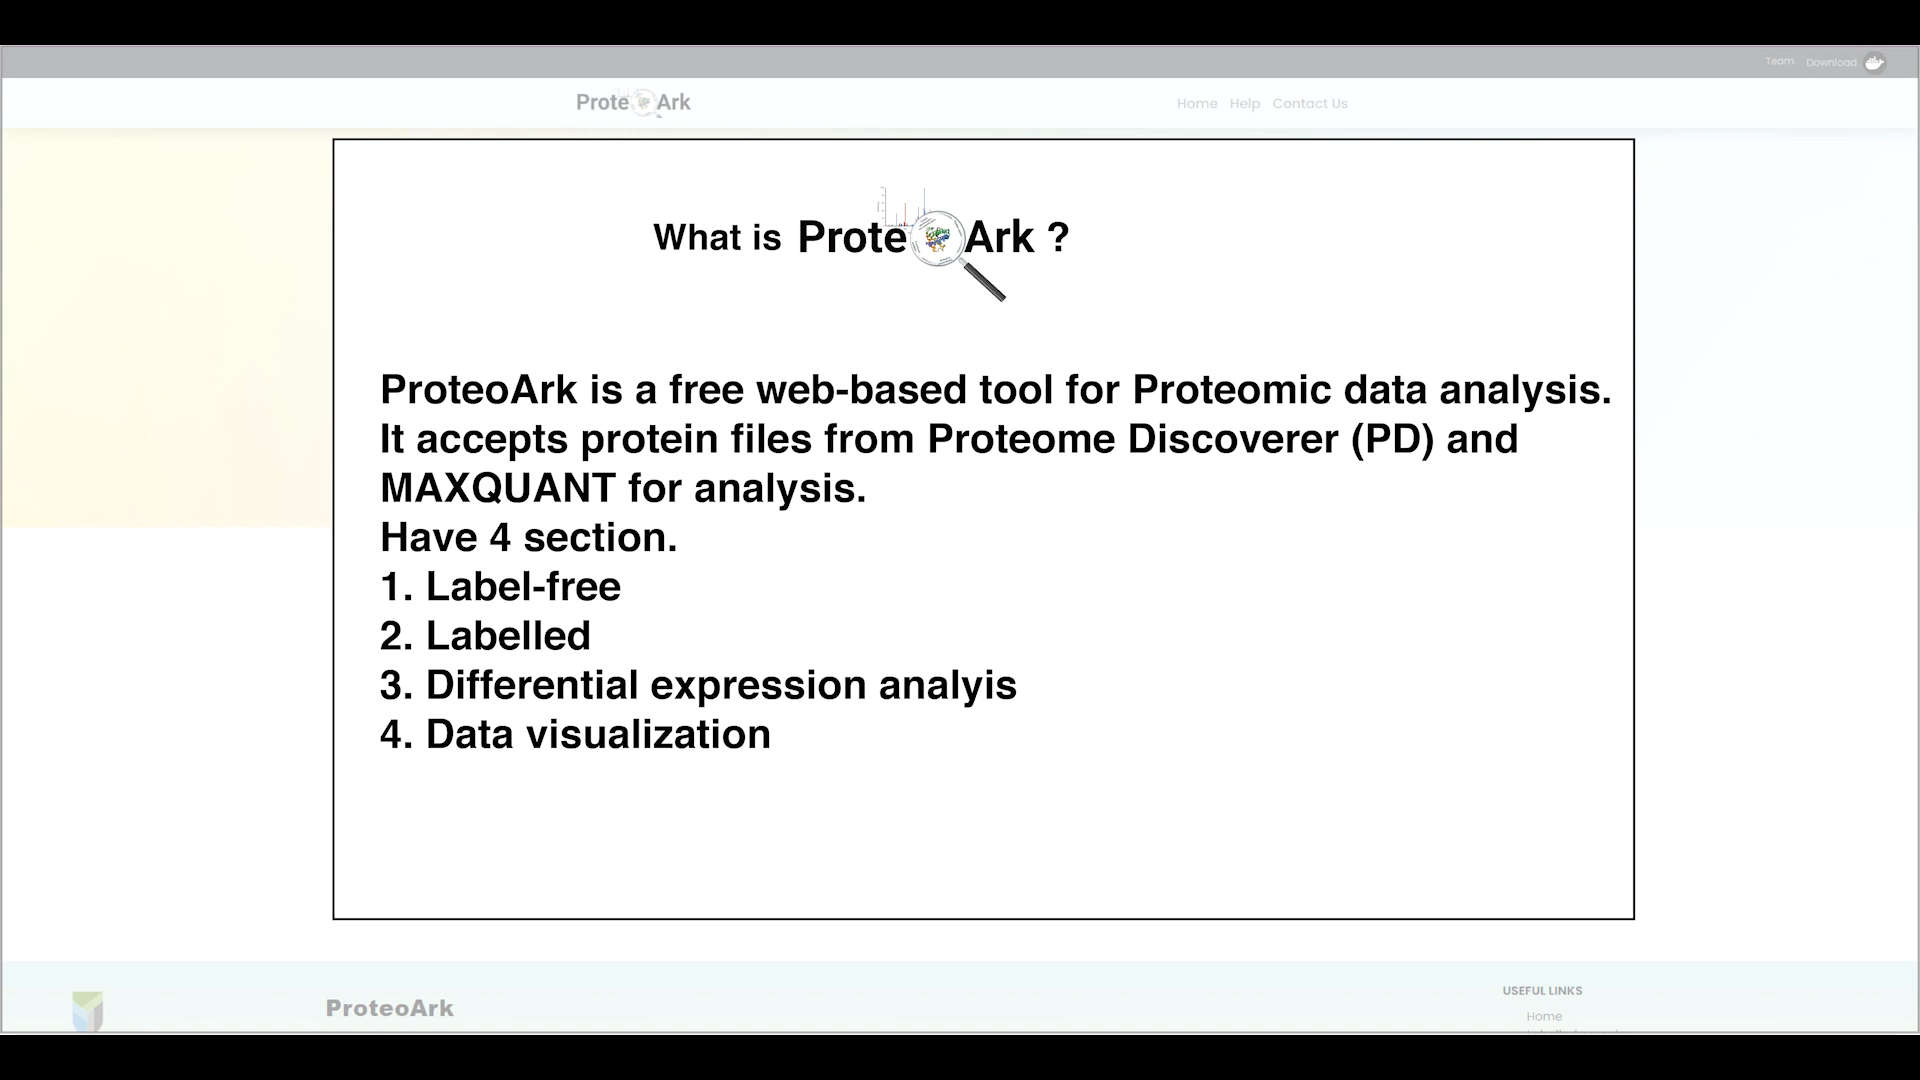 Team Download
ProteoArk
Home Help Contact Us
What is ProteoArk ?
ProteoArk is a free web-based tool for Proteomic data analysis.
It accepts protein files from Proteome Discoverer (PD) and
MAXQUANT for analysis.
Have 4 section.
1. Label-free
2. Labelled
3. Differential expression analyis
4. Data visualization
ProteoArk
USEFUL LINKS
Home